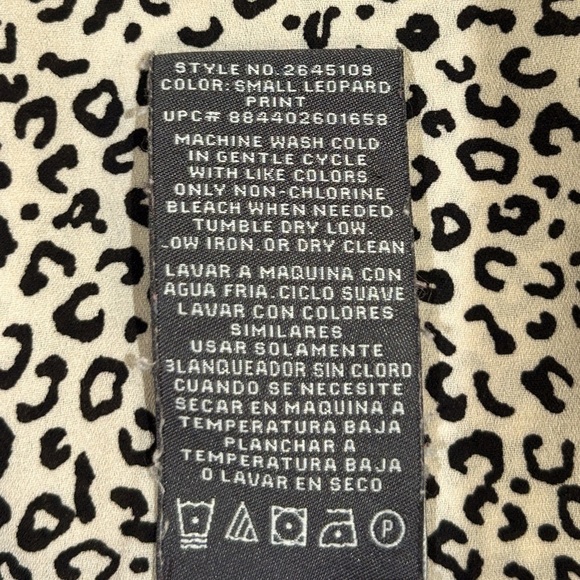 STYLE NO. 2645109
COLOR: SMALL LEOPARD
PRINT
UPC# 884402601658
MACHINE WASH COLD
IN GENTLE CYCLE
WITH LIKE COLORS
ONLY NON-CHLORINE
BLEACH WHEN NEEDED.
TUMBLE DRY LOW.
LOW IRON. OR DRY CLEAN
LAVAR A MAQUINA CON
AGUA FRIA. CICLO SUAVE
LAVAR CON COLORES
SIMILARES
USAR SOLAMENTE
BLANQUEADOR SIN CLORO
CUANDO SE NECESITE
SECAR EN MAQUINA A
TEMPERATURA BAJA
PLANCHAR A
TEMPERATURA BAJA
O LAVAR EN SECO
P